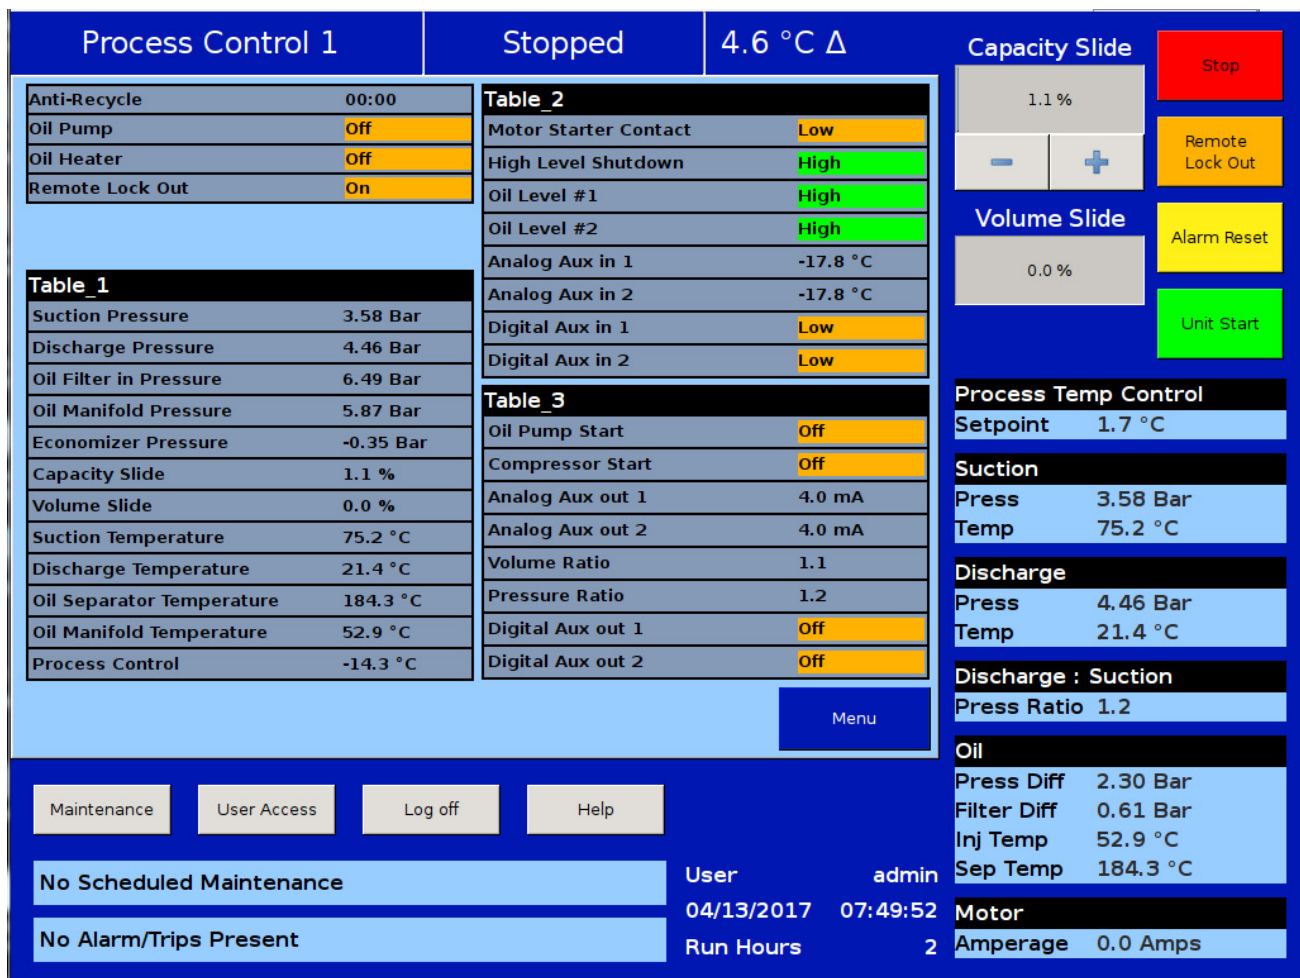 Process Control 1 Stopped 4.6 °C Δ
Anti-Recycle 00:00
Oil Pump Off
Oil Heater Off
Remote Lock Out On
Table_1
Suction Pressure 3.58 Bar
Discharge Pressure 4.46 Bar
Oil Filter in Pressure 6.49 Bar
Oil Manifold Pressure 5.87 Bar
Economizer Pressure -0.35 Bar
Capacity Slide 1.1 %
Volume Slide 0.0 %
Suction Temperature 75.2 °C
Discharge Temperature 21.4 °C
Oil Separator Temperature 184.3 °C
Oil Manifold Temperature 52.9 °C
Process Control -14.3 °C
Table_2
Motor Starter Contact Low
High Level Shutdown High
Oil Level #1 High
Oil Level #2 High
Analog Aux in 1 -17.8 °C
Analog Aux in 2 -17.8 °C
Digital Aux in 1 Low
Digital Aux in 2 Low
Table_3
Oil Pump Start Off
Compressor Start Off
Analog Aux out 1 4.0 mA
Analog Aux out 2 4.0 mA
Volume Ratio 1.1
Pressure Ratio 1.2
Digital Aux out 1 Off
Digital Aux out 2 Off
Menu
Capacity Slide
1.1 %
− +
Volume Slide
0.0 %
Stop
Remote
Lock Out
Alarm Reset
Unit Start
Process Temp Control
Setpoint 1.7 °C
Suction
Press 3.58 Bar
Temp 75.2 °C
Discharge
Press 4.46 Bar
Temp 21.4 °C
Discharge : Suction
Press Ratio 1.2
Oil
Press Diff 2.30 Bar
Filter Diff 0.61 Bar
Inj Temp 52.9 °C
Sep Temp 184.3 °C
Motor
Amperage 0.0 Amps
Maintenance User Access Log off Help
No Scheduled Maintenance
No Alarm/Trips Present
User admin
04/13/2017 07:49:52
Run Hours 2